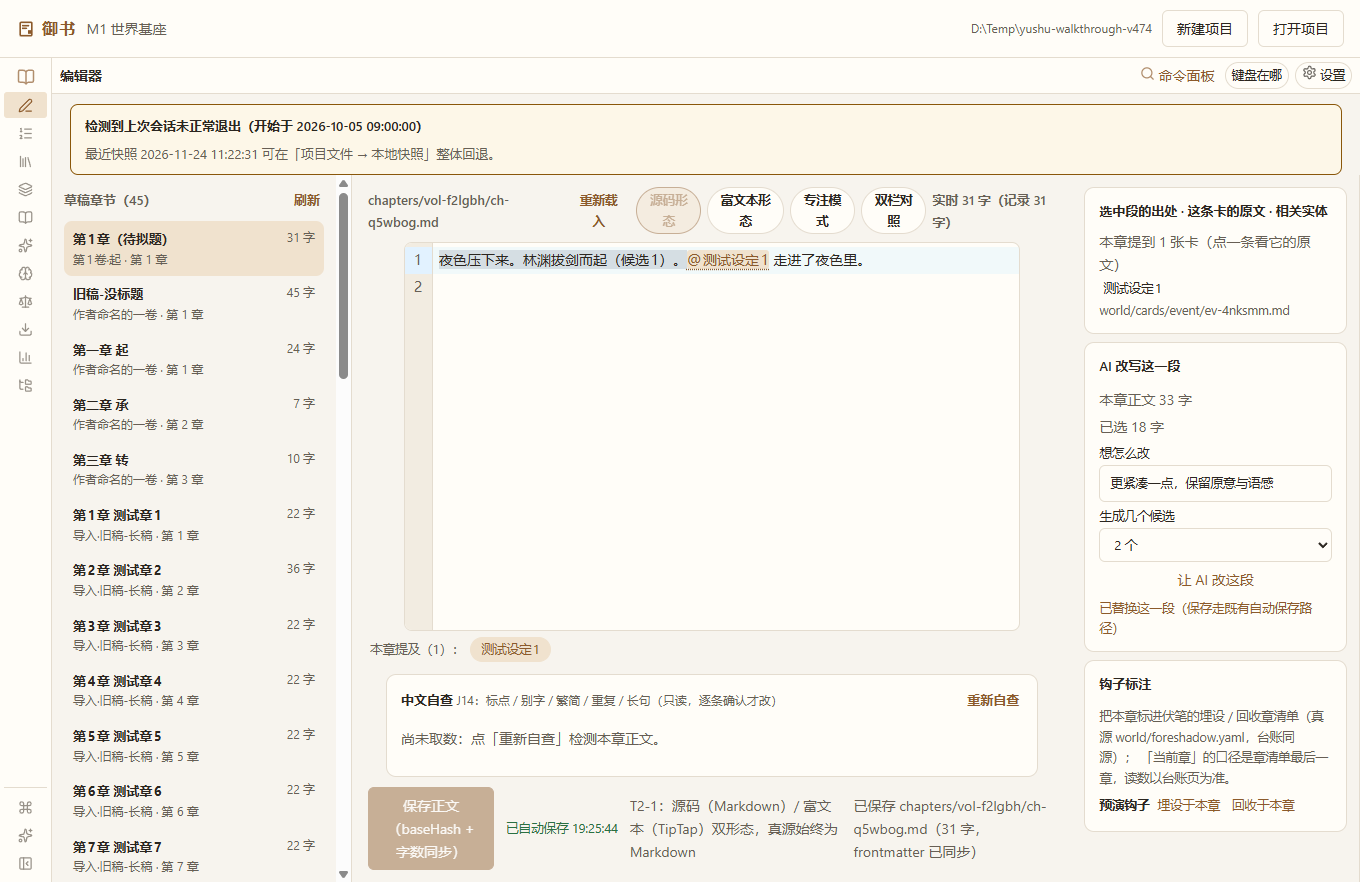 御书 M1 世界基座
D:\Temp\yushu-walkthrough-v474 新建项目 打开项目
编辑器
命令面板 键盘在哪 设置
检测到上次会话未正常退出（开始于 2026-10-05 09:00:00）
最近快照 2026-11-24 11:22:31 可在「项目文件 → 本地快照」整体回退。
草稿章节（45） 刷新
第1章（待拟题） 31 字
第1卷·起 · 第 1 章
旧稿-没标题 45 字
作者命名的一卷 · 第 1 章
第一章 起 24 字
作者命名的一卷 · 第 1 章
第二章 承 7 字
作者命名的一卷 · 第 2 章
第三章 转 10 字
作者命名的一卷 · 第 3 章
第1章 测试章1 22 字
导入·旧稿-长稿 · 第 1 章
第2章 测试章2 36 字
导入·旧稿-长稿 · 第 2 章
第3章 测试章3 22 字
导入·旧稿-长稿 · 第 3 章
第4章 测试章4 22 字
导入·旧稿-长稿 · 第 4 章
第5章 测试章5 22 字
导入·旧稿-长稿 · 第 5 章
第6章 测试章6 22 字
导入·旧稿-长稿 · 第 6 章
第7章 测试章7 22 字
导入·旧稿-长稿 · 第 7 章
chapters/vol-f2lgbh/ch-
q5wbog.md
重新载
入
源码形
态
富文本形
态
专注模
式
双栏对
照
实时 31 字（记录 31
字）
1 夜色压下来。林渊拔剑而起（候选1）。@测试设定1 走进了夜色里。
2
本章提及（1）： 测试设定1
中文自查 J14：标点 / 别字 / 繁简 / 重复 / 长句（只读，逐条确认才改） 重新自查
尚未取数：点「重新自查」检测本章正文。
保存正文
（baseHash +
字数同步）
已自动保存 19:25:44
T2-1：源码（Markdown）/ 富文
本（TipTap）双形态，真源始终为
Markdown
已保存 chapters/vol-f2lgbh/ch-
q5wbog.md（31 字，
frontmatter 已同步）
选中段的出处 · 这条卡的原文 · 相关实体
本章提到 1 张卡（点一条看它的原
文）
测试设定1
world/cards/event/ev-4nksmm.md
AI 改写这一段
本章正文 33 字
已选 18 字
想怎么改
更紧凑一点，保留原意与语感
生成几个候选
2 个
让 AI 改这段
已替换这一段（保存走既有自动保存路
径）
钩子标注
把本章标进伏笔的埋设 / 回收章清单（真
源 world/foreshadow.yaml，台账同
源）；「当前章」的口径是章清单最后一
章，读数以台账页为准。
预演钩子 埋设于本章 回收于本章